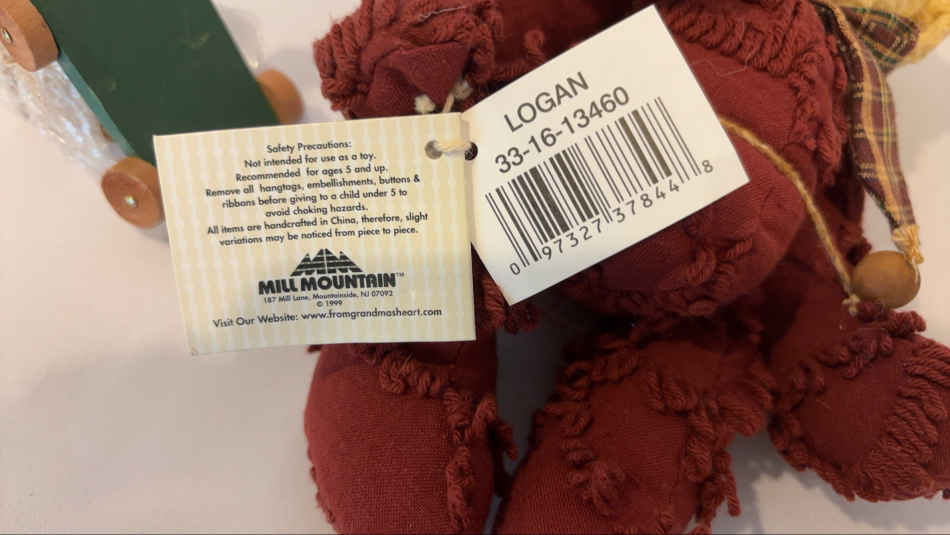 Safety Precautions:
Not intended for use as a toy.
Recommended for ages 5 and up.
Remove all hangtags, embellishments, buttons &
ribbons before giving to a child under 5 to
avoid choking hazards.
All items are handcrafted in China, therefore, slight
variations may be noticed from piece to piece.
MILL MOUNTAIN™
187 Mill Lane, Mountainside, NJ 07092
© 1999
Visit Our Website: www.fromgrandmasheart.com
LOGAN
33-16-13460
0 97327 37844 8